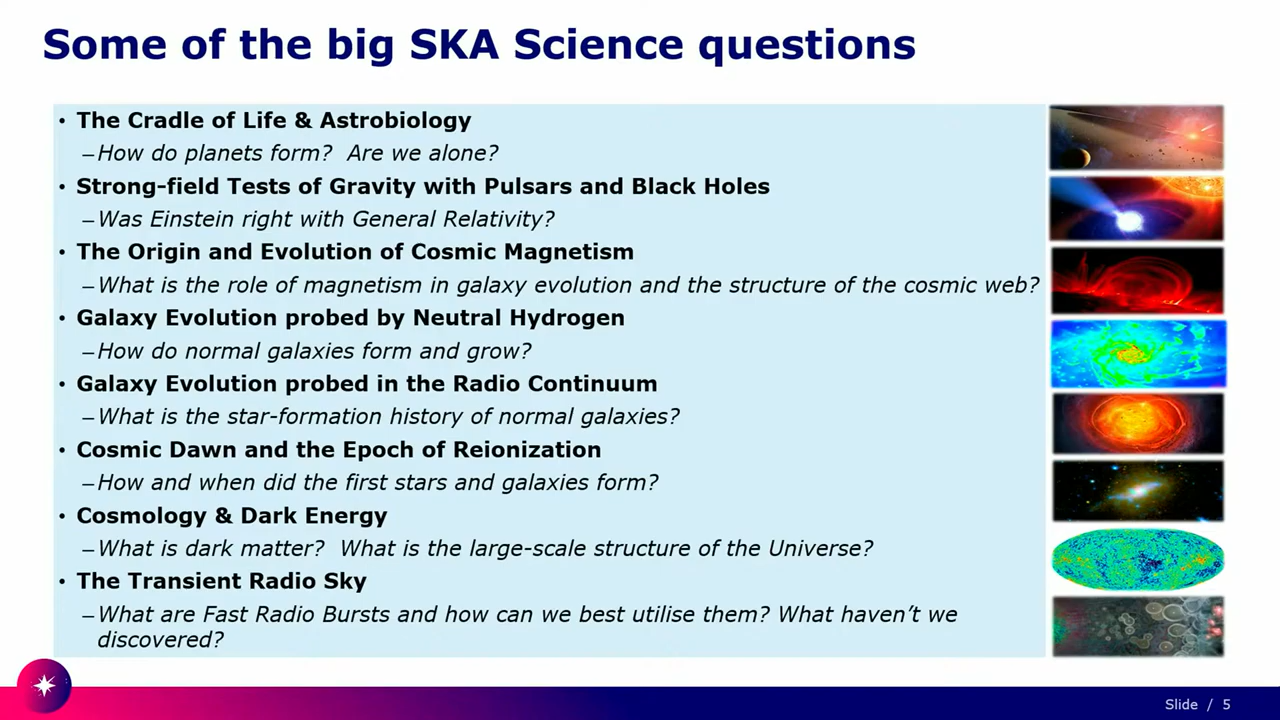 Some of the big SKA Science questions
• The Cradle of Life & Astrobiology
–How do planets form?  Are we alone?
• Strong-field Tests of Gravity with Pulsars and Black Holes
–Was Einstein right with General Relativity?
• The Origin and Evolution of Cosmic Magnetism
–What is the role of magnetism in galaxy evolution and the structure of the cosmic web?
• Galaxy Evolution probed by Neutral Hydrogen
–How do normal galaxies form and grow?
• Galaxy Evolution probed in the Radio Continuum
–What is the star-formation history of normal galaxies?
• Cosmic Dawn and the Epoch of Reionization
–How and when did the first stars and galaxies form?
• Cosmology & Dark Energy
–What is dark matter?  What is the large-scale structure of the Universe?
• The Transient Radio Sky
–What are Fast Radio Bursts and how can we best utilise them? What haven’t we
discovered?
Slide / 5